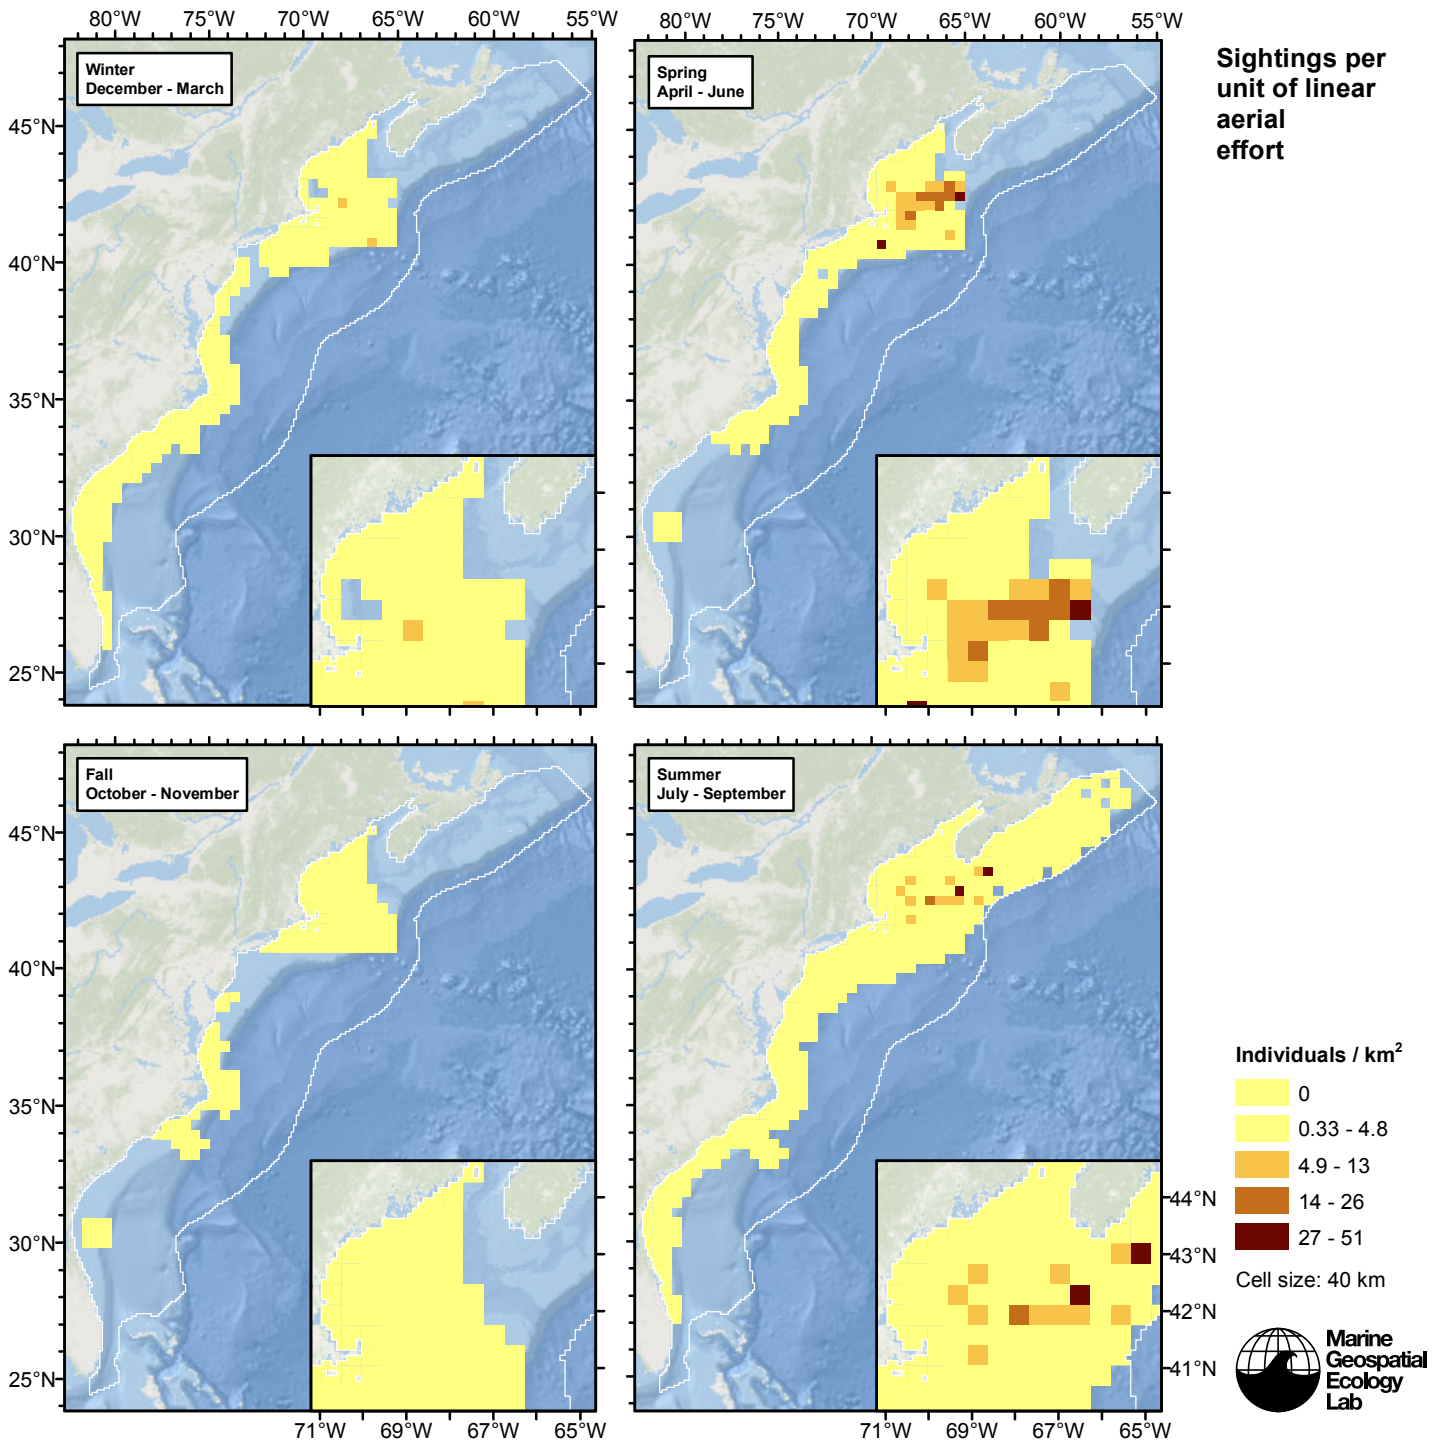 80°W 75°W 70°W 65°W 60°W 55°W
80°W 75°W 70°W 65°W 60°W 55°W
Winter
December - March
Spring
April - June
Sightings per
unit of linear
aerial
effort
45°N
40°N
35°N
30°N
25°N
Fall
October - November
Summer
July - September
45°N
40°N
35°N
30°N
25°N
44°N
43°N
42°N
41°N
71°W 69°W 67°W 65°W
71°W 69°W 67°W 65°W
Individuals / km²
0
0.33 - 4.8
4.9 - 13
14 - 26
27 - 51
Cell size: 40 km
Marine
Geospatial
Ecology
Lab